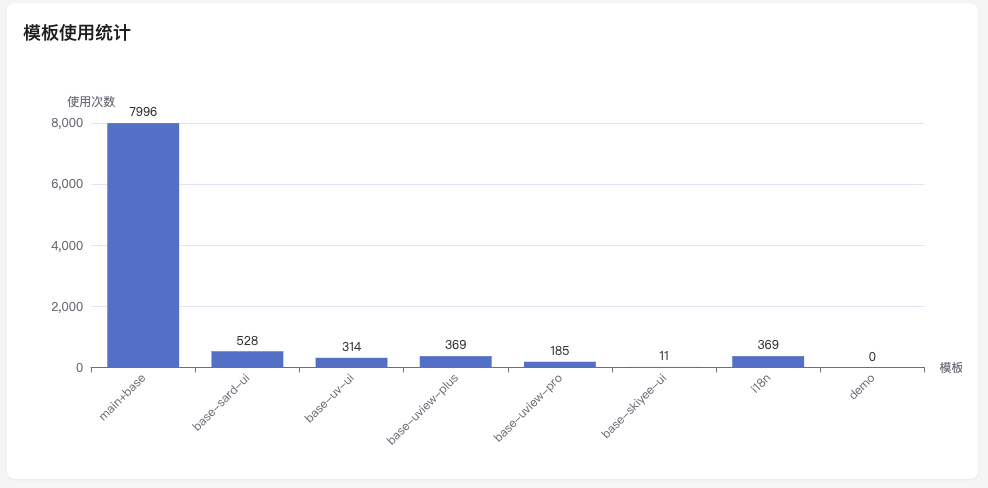 模板使用统计
使用次数
7996
8,000
6,000
4,000
2,000
0
528
314
369
185
11
369
0
模板
main+base
base-sard-ui
base-uv-ui
base-uview-plus
base-uview-pro
base-skiyee-ui
i18n
demo